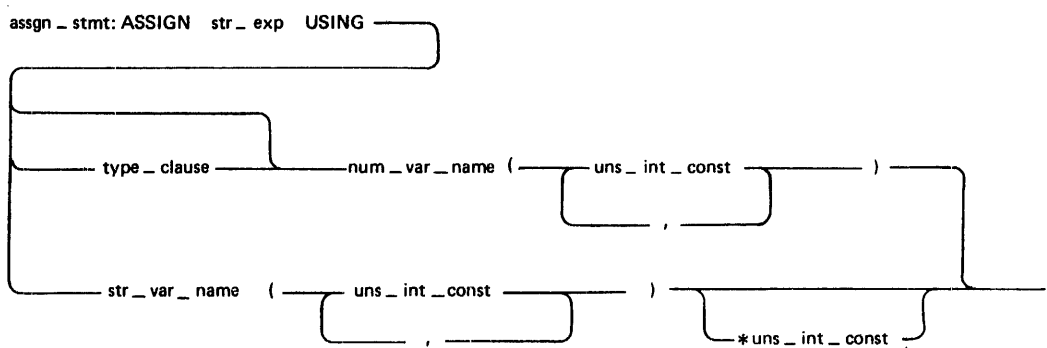 assgn _ stmt: ASSIGN str _ exp USING
type _ clause num _ var _ name ( uns _ int _ const )
,
str _ var _ name ( uns _ int _ const )
,
* uns _ int _ const